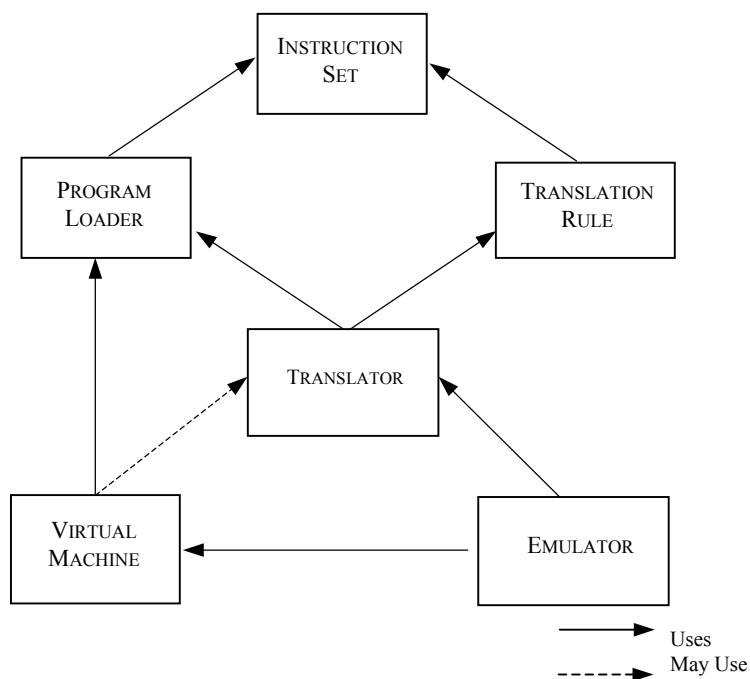 INSTRUCTION
SET
PROGRAM
LOADER
TRANSLATION
RULE
TRANSLATOR
VIRTUAL
MACHINE
EMULATOR
Uses
May Use